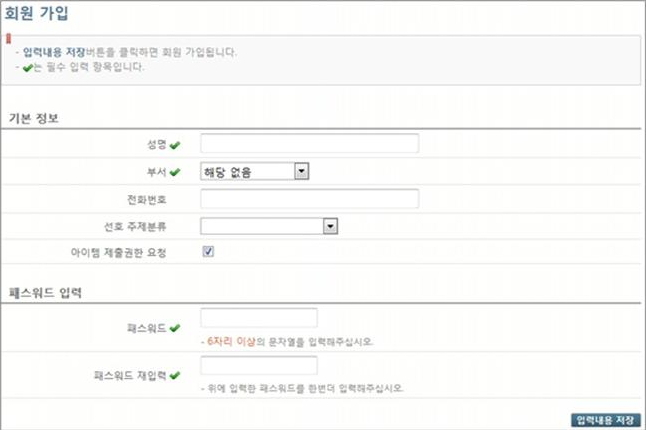 회원 가입
- 입력내용 저장버튼을 클릭하면 회원 가입됩니다.
- 는 필수 입력 항목입니다.
기본 정보
성명
부서 해당 없음
전화번호
선호 주제분류
아이템 제출권한 요청
패스워드 입력
패스워드
- 6자리 이상의 문자열을 입력해주십시오.
패스워드 재입력
- 위에 입력한 패스워드를 한번더 입력해주십시오.
입력내용 저장